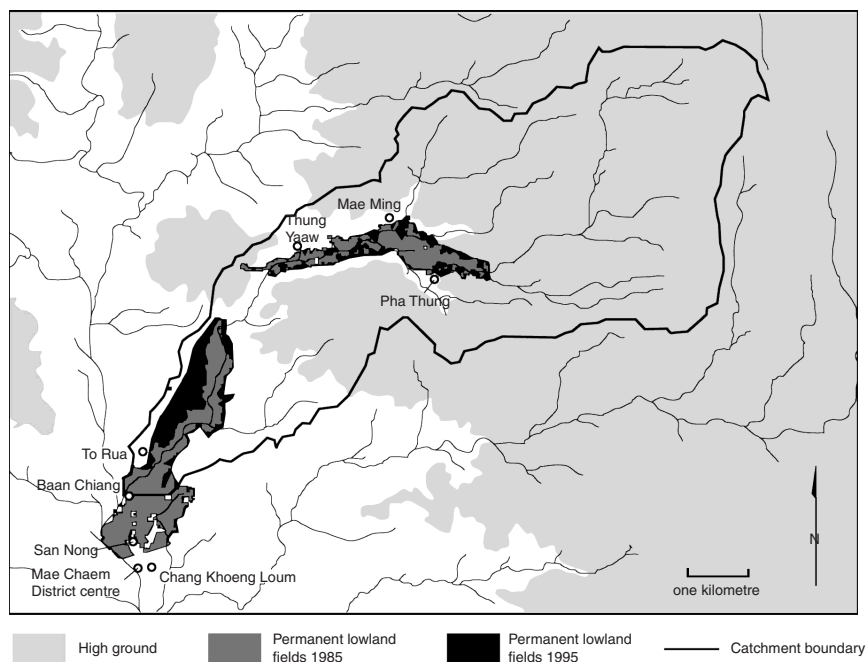 Mae Ming
Thung
Yaaw
Pha Thung
To Rua
Baan Chiang
San Nong
Mae Chaem
District centre
Chang Khoeng Loum
N
one kilometre
High ground
Permanent lowland
fields 1985
Permanent lowland
fields 1995
Catchment boundary